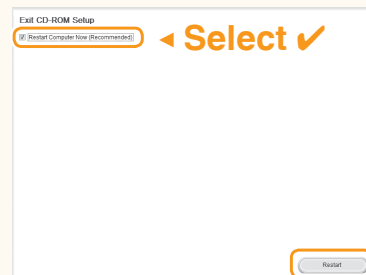 Exit CD-ROM Setup
Restart Computer Now (Recommended)
Select
Restart